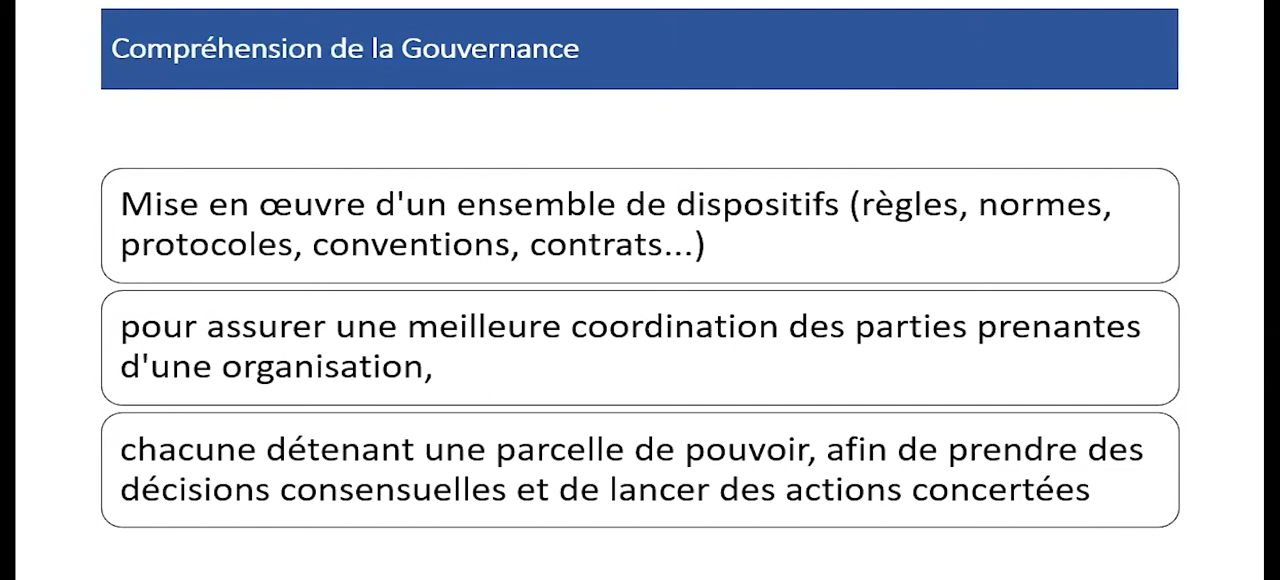 Compréhension de la Gouvernance
Mise en œuvre d'un ensemble de dispositifs (règles, normes,
protocoles, conventions, contrats...)
pour assurer une meilleure coordination des parties prenantes
d'une organisation,
chacune détenant une parcelle de pouvoir, afin de prendre des
décisions consensuelles et de lancer des actions concertées